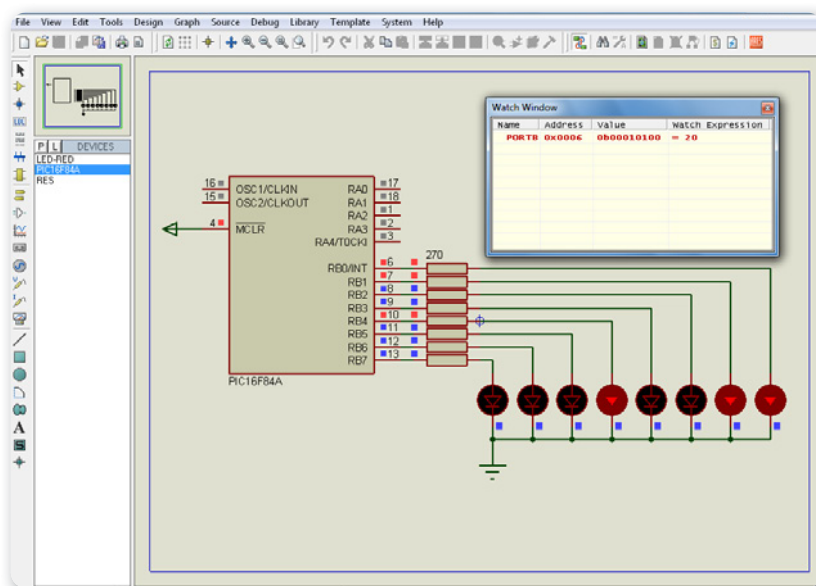 File View Edit Tools Design Graph Source Debug Library Template System Help
P L DEVICES
LED-RED
PIC16F84A
RES
LBL
A
S
Watch Window
Name Address Value Watch Expression
PORTB 0x0006 0b00010100 = 20
16 OSC1/CLKIN RA0 17
15 OSC2/CLKOUT RA1 18
RA2 1
4 MCLR RA3 2
RA4/T0CKI 3
270
RB0/INT 6
RB1 7
RB2 8
RB3 9
RB4 10
RB5 11
RB6 12
RB7 13
PIC16F84A